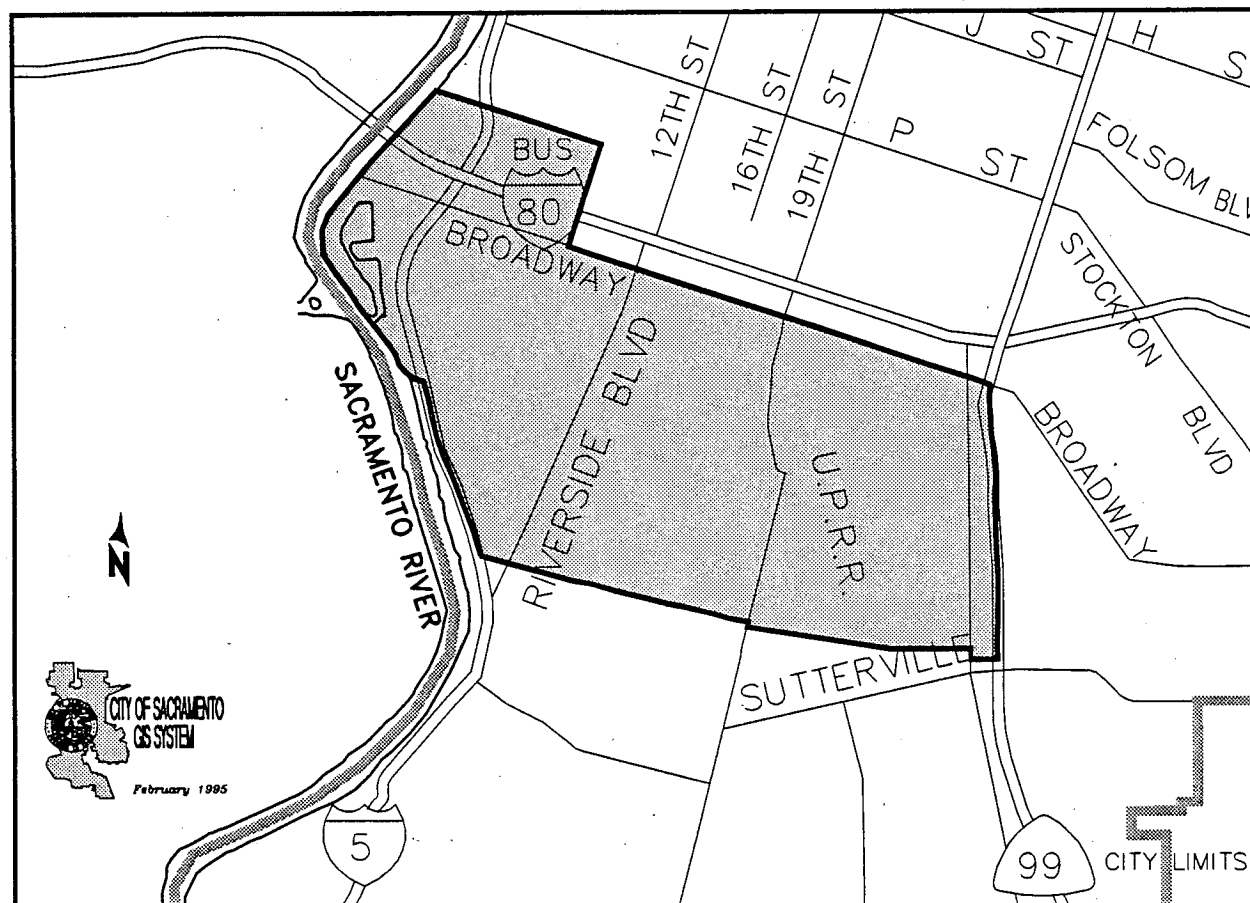 J ST
H S
12TH ST
16TH ST
19TH ST
P ST
FOLSOM BLV
BUS
80
BROADWAY
STOCKTON BLVD
BROADWAY
RIVERSIDE BLVD
U.P.R.R.
SACRAMENTO RIVER
N
SUTTERVILLE
CITY OF SACRAMENTO
GIS SYSTEM
February 1995
5
99
CITY LIMITS